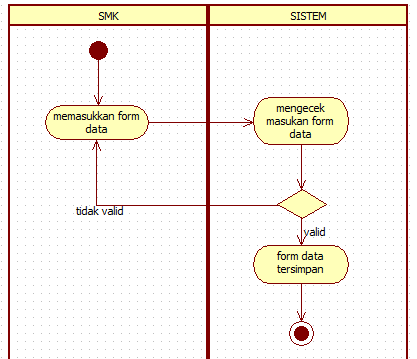 SMK
SISTEM
memasukkan form
data
mengecek
masukan form
data
tidak valid
valid
form data
tersimpan